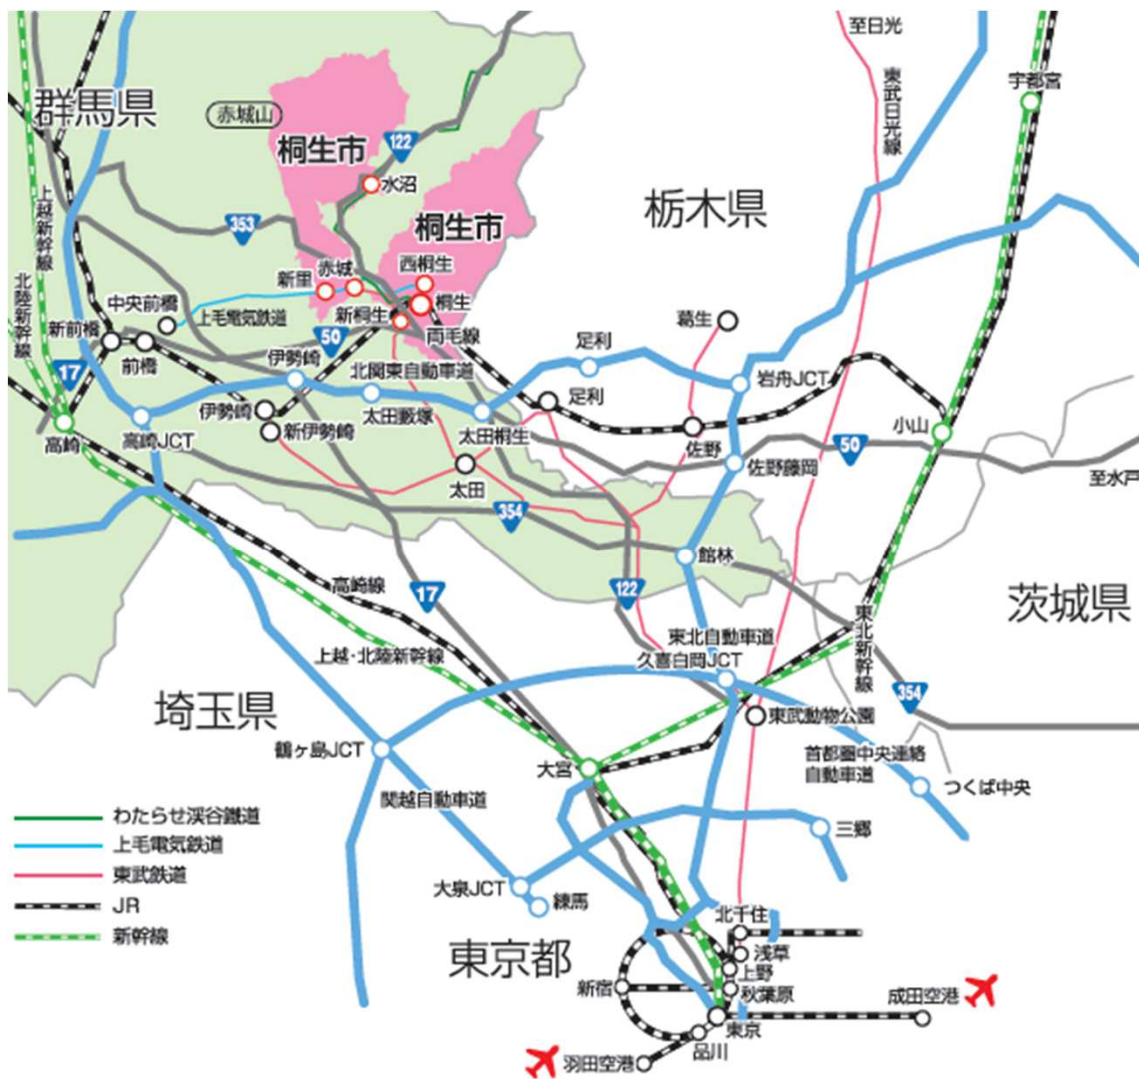 至日光
宇都宮
群馬県
赤城山
東武日光線
桐生市
122
水沼
栃木県
上越新幹線
353
桐生市
北陸新幹線
赤城
西桐生
新里
中央前橋
桐生
上毛電気鉄道
新桐生
葛生
新前橋
両毛線
50
前橋
足利
17
伊勢崎
北関東自動車道
岩舟JCT
伊勢崎
太田藪塚
足利
高崎
高崎JCT
新伊勢崎
太田桐生
小山
佐野
50
佐野藤岡
太田
至水戸
354
館林
高崎線
17
122
茨城県
東北自動車道
東北新幹線
上越・北陸新幹線
久喜白岡JCT
354
埼玉県
東武動物公園
鶴ヶ島JCT
大宮
首都圏中央連絡
自動車道
つくば中央
関越自動車道
わたらせ渓谷鐵道
三郷
上毛電気鉄道
東武鉄道
大泉JCT
練馬
JR
北千住
新幹線
東京都
浅草
上野
新宿
秋葉原
成田空港
東京
品川
羽田空港